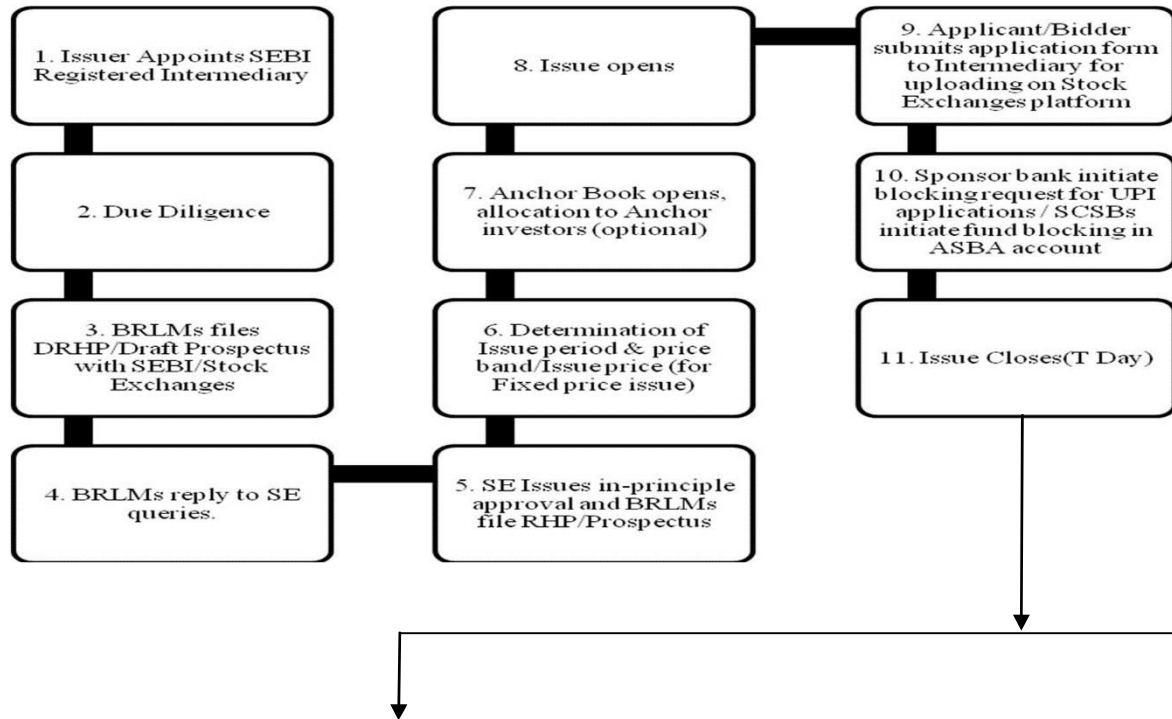 1. Issuer Appoints SEBI
Registered Intermediary
2. Due Diligence
3. BRLMs files
DRHP/Draft Prospectus
with SEBI/Stock
Exchanges
4. BRLMs reply to SE
queries.
5. SE Issues in-principle
approval and BRLMs
file RHP/Prospectus
6. Determination of
Issue period & price
band/Issue price (for
Fixed price issue)
7. Anchor Book opens,
allocation to Anchor
investors (optional)
8. Issue opens
9. Applicant/Bidder
submits application form
to Intermediary for
uploading on Stock
Exchanges platform
10. Sponsor bank initiate
blocking request for UPI
applications / SCSBs
initiate fund blocking in
ASBA account
11. Issue Closes(T Day)